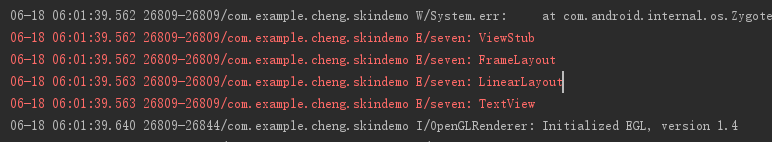 06-18 06:01:39.562 26809-26809/com.example.cheng.skindemo W/System.err:     at com.android.internal.os.Zygote
06-18 06:01:39.562 26809-26809/com.example.cheng.skindemo E/seven: ViewStub
06-18 06:01:39.562 26809-26809/com.example.cheng.skindemo E/seven: FrameLayout
06-18 06:01:39.563 26809-26809/com.example.cheng.skindemo E/seven: LinearLayout
06-18 06:01:39.563 26809-26809/com.example.cheng.skindemo E/seven: TextView
06-18 06:01:39.640 26809-26844/com.example.cheng.skindemo I/OpenGLRenderer: Initialized EGL, version 1.4